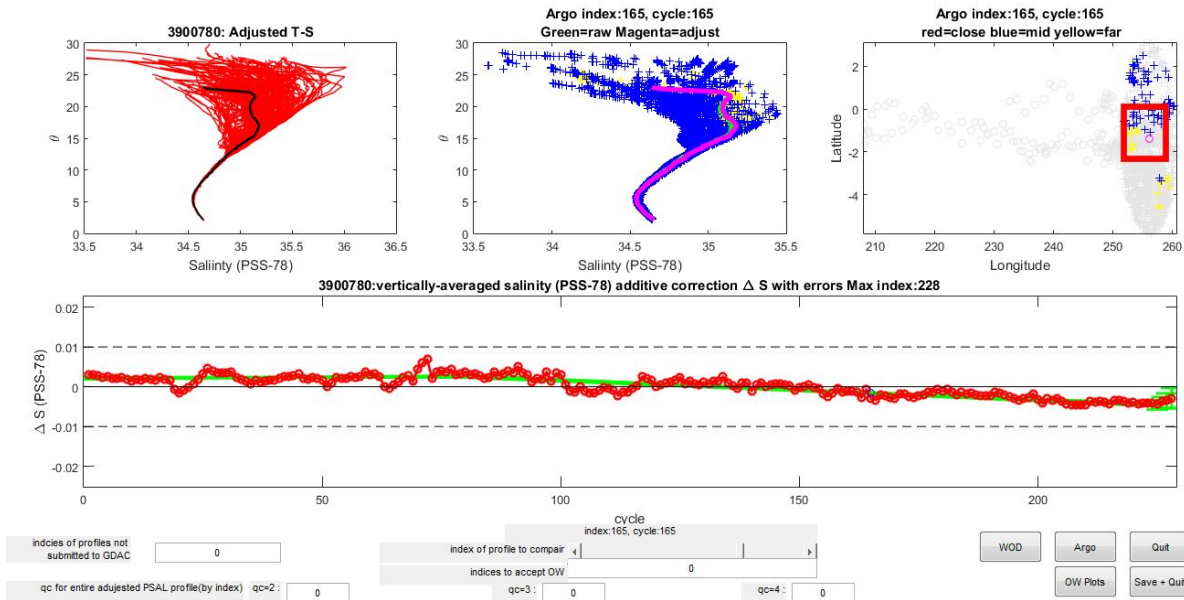 3900780: Adjusted T-S
30
25
20
15
10
5
0
θ
33.5 34 34.5 35 35.5 36 36.5
Saliinty (PSS-78)
Argo index:165, cycle:165
Green=raw Magenta=adjust
30
25
20
15
10
5
0
θ
33.5 34 34.5 35 35.5
Saliinty (PSS-78)
Argo index:165, cycle:165
red=close blue=mid yellow=far
2
0
-2
-4
Latitude
210 220 230 240 250 260
Longitude
3900780:vertically-averaged salinity (PSS-78) additive correction Δ S with errors Max index:228
0.02
0.01
0
-0.01
-0.02
Δ S (PSS-78)
0 50 100 150 200
cycle
index:165, cycle:165
indcies of profiles not
submitted to GDAC
0
index of profile to compair
indices to accept OW
0
qc for entire adujested PSAL profile(by index) qc=2 : 0 qc=3 : 0 qc=4 : 0
WOD Argo Quit
OW Plots Save + Quit